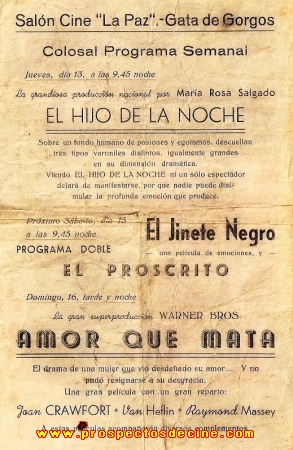 Salón Cine "La Paz".-Gata de Gorgos
Colosal Programa Semanal
Jueves, día 13, a las 9,45 noche
La grandiosa producción nacional por María Rosa Salgado
EL HIJO DE LA NOCHE
Sobre un fondo humano de pasiones y egoísmos, descuellan
tres tipos varoniles distintos, igualmente grandes
en su dimensión dramática.
Viendo EL HIJO DE LA NOCHE ni un sólo espectador
dejará de manifestarse, por que nadie puede disi-
mular la profunda emoción que produce.
Próximo Sábado, día 15
a las 9,45 noche
PROGRAMA DOBLE
El Jinete Negro
una película de emociones, y
EL PROSCRITO
Domingo, 16, tarde y noche
La gran superproducción WARNER BROS
AMOR QUE MATA
El drama de una mujer que vió desdeñado su amor... Y no
pudo resignarse a su desgracia.
Una gran película con un gran reparto:
Joan CRAWFORT - Van Heflin - Raymond Massey
A estas películas acompañarán diversos complementos
www.prospectosdecine.com